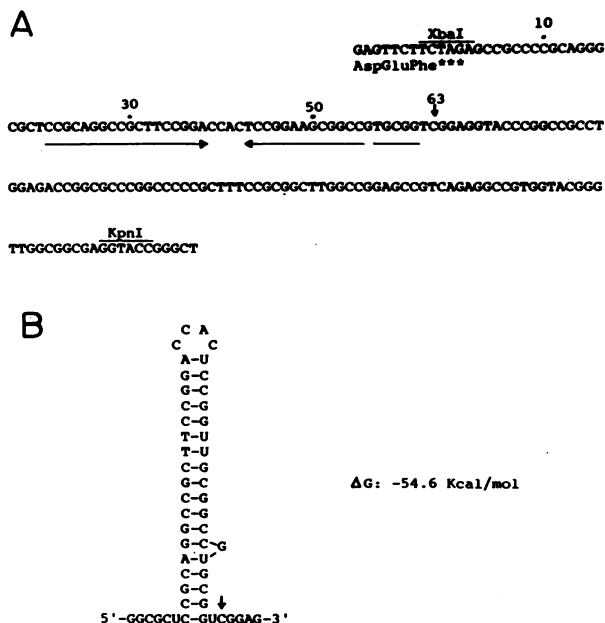 A
XbaI 10
GAGTTCTTCTAGAGCCGCCCCGCAGGG
AspGluPhe***
30 50 63
CGCTCCGCAGGCCGCTTCCGGACCACTCCGGAAGCGGCCGTGCGGTCGGAGGTACCCGGCCGCCT
GGAGACCGGCGCCCGGCCCCCGCTTTCCGCGGCTTGGCCGGAGCCGTCAGAGGCCGTGGTACGGG
KpnI
TTGGCGGCGAGGTACCGGGCT
B
C A
C C
A-U
G-C
G-C
C-G
C-G
T-U
T-U
C-G
G-C
C-G
C-G
G-C
G-C G
A-U
C-G
G-C
C-G
5'-GGCGCUC-GUCGGAG-3'
ΔG: -54.6 Kcal/mol